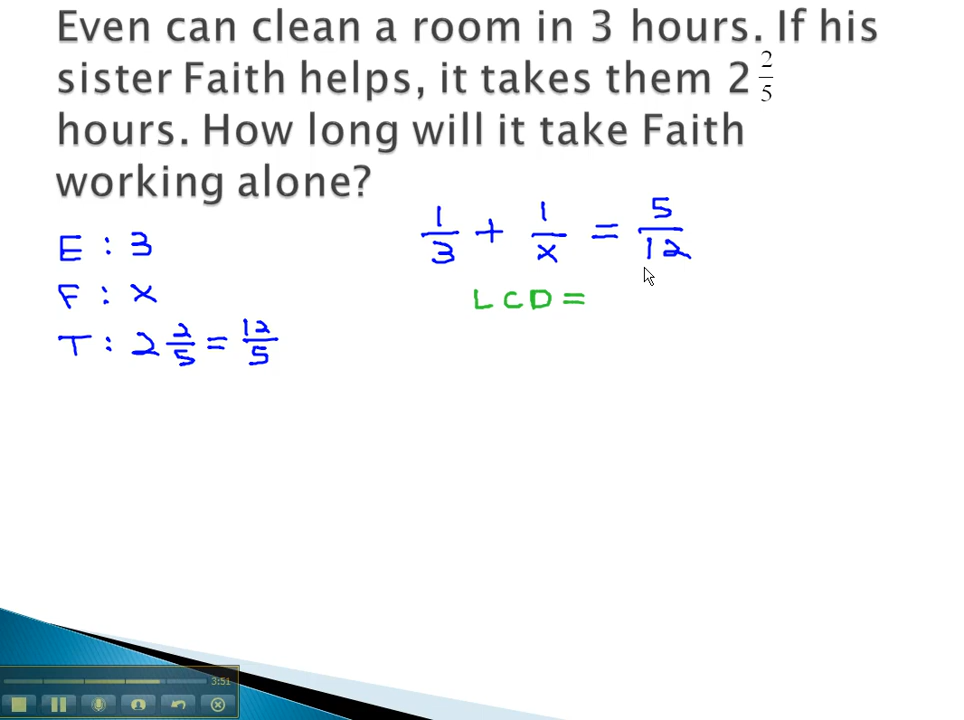 Even can clean a room in 3 hours. If his
sister Faith helps, it takes them 2 2/5
hours. How long will it take Faith
working alone?
E : 3
F : x
T : 2 2/5 = 12/5
1/3 + 1/x = 5/12
LCD =
3:51